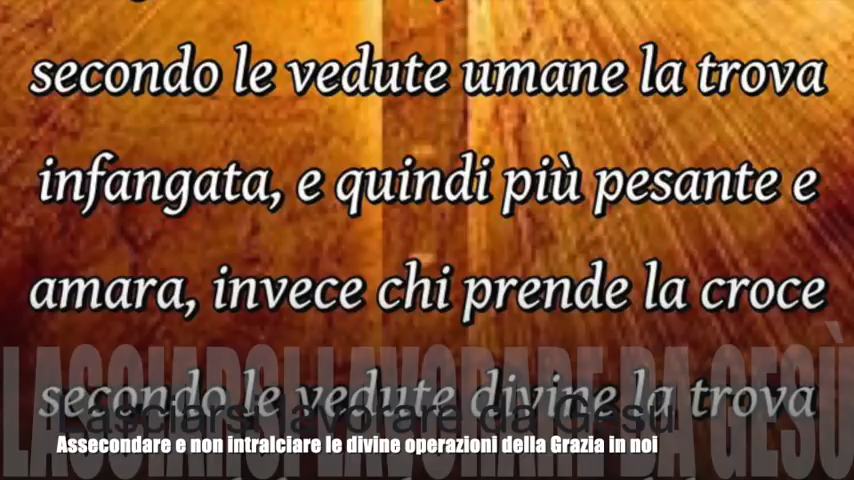 secondo le vedute umane la trova
infangata, e quindi più pesante e
amara, invece chi prende la croce
secondo le vedute divine la trova
LASCIARSI LAVORARE DA GESÙ
Lasciarsi lavorare da Gesù
Assecondare e non intralciare le divine operazioni della Grazia in noi